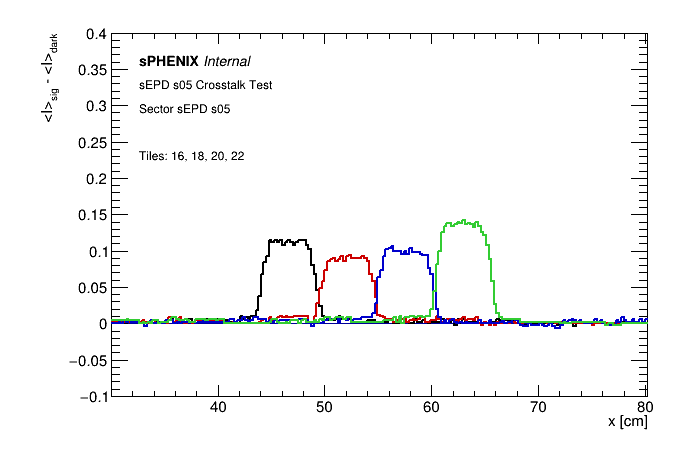 <I>sig - <I>dark
0.4
0.35
0.3
0.25
0.2
0.15
0.1
0.05
0
−0.05
−0.1
sPHENIX Internal
sEPD s05 Crosstalk Test
Sector sEPD s05
Tiles: 16, 18, 20, 22
40 50 60 70 80
x [cm]